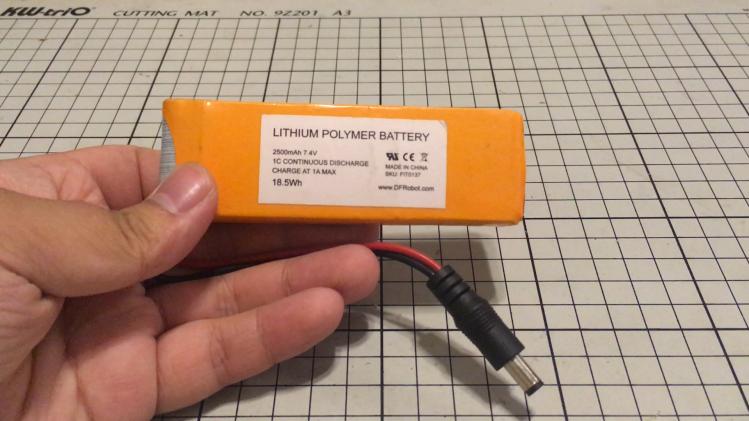 KW-triO CUTTING MAT NO. 9Z201 A3
LITHIUM POLYMER BATTERY
2500mAh 7.4V
1C CONTINUOUS DISCHARGE
CHARGE AT 1A MAX
18.5Wh
CE
MADE IN CHINA
SKU: FIT0137
www.DFRobot.com